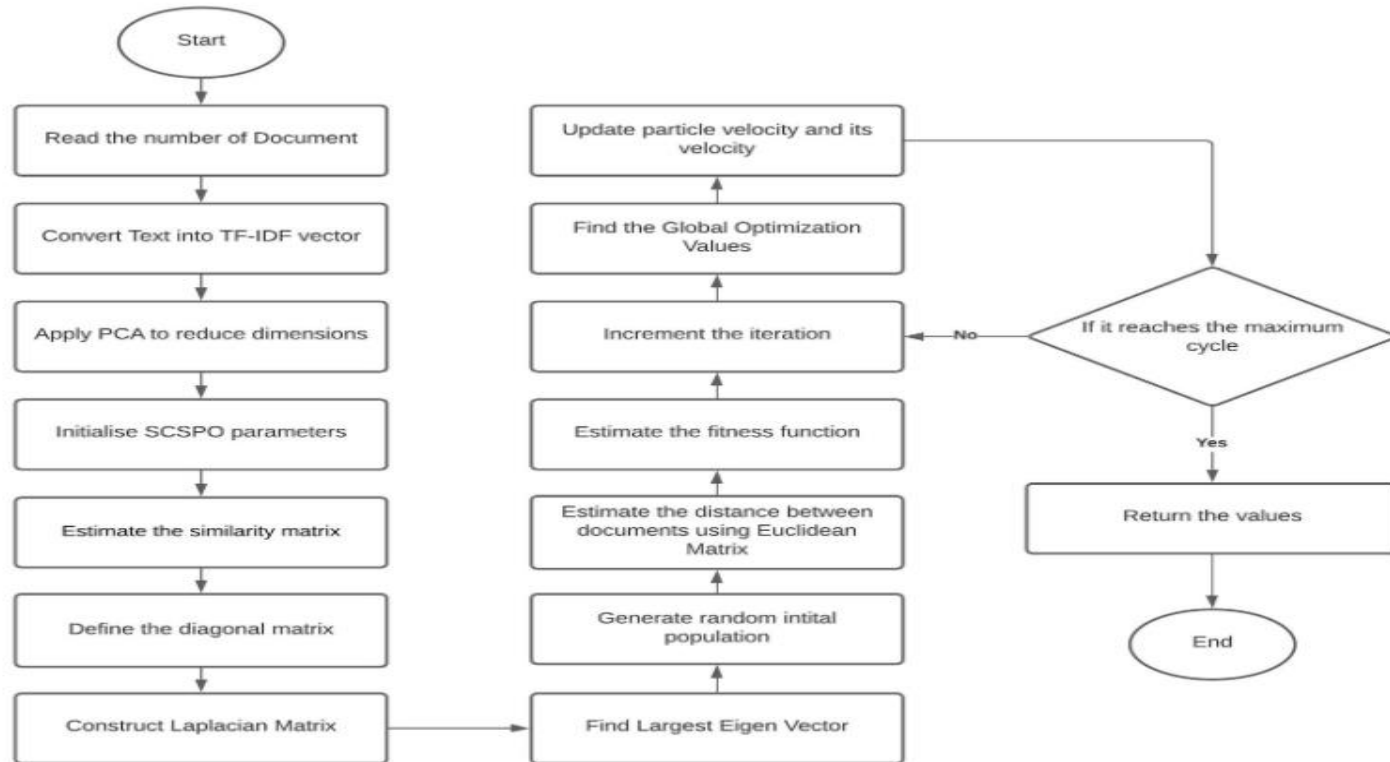 Start
Read the number of Document
Convert Text into TF-IDF vector
Apply PCA to reduce dimensions
Initialise SCSPO parameters
Estimate the similarity matrix
Define the diagonal matrix
Construct Laplacian Matrix
Find Largest Eigen Vector
Generate random intital
population
Estimate the distance between
documents using Euclidean
Matrix
Estimate the fitness function
Increment the iteration
Find the Global Optimization
Values
Update particle velocity and its
velocity
If it reaches the maximum
cycle
No
Yes
Return the values
End